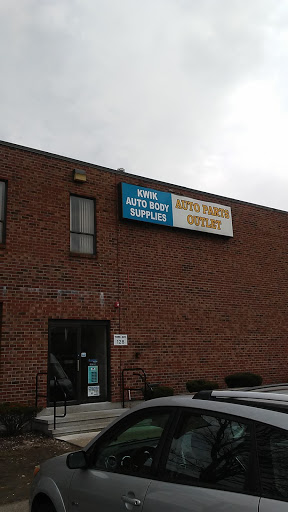 KWIK
AUTO BODY
SUPPLIES
AUTO PARTS
OUTLET